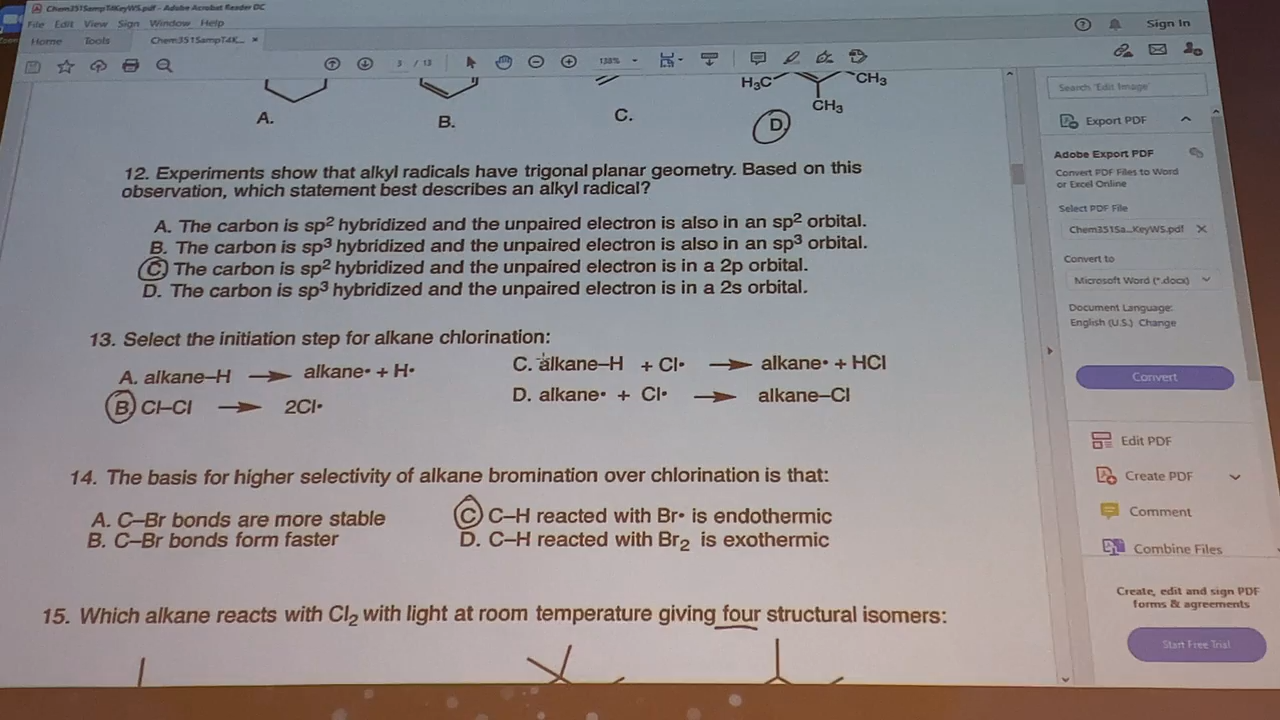 Chem351SampT4KeyWS.pdf - Adobe Acrobat Reader DC
File Edit View Sign Window Help
Home Tools Chem351SampT4K... × Sign In
/ 13 138%
H₃C CH₃
CH₃
A. B. C. D.
12. Experiments show that alkyl radicals have trigonal planar geometry. Based on this
observation, which statement best describes an alkyl radical?
A. The carbon is sp² hybridized and the unpaired electron is also in an sp² orbital.
B. The carbon is sp³ hybridized and the unpaired electron is also in an sp³ orbital.
C. The carbon is sp² hybridized and the unpaired electron is in a 2p orbital.
D. The carbon is sp³ hybridized and the unpaired electron is in a 2s orbital.
13. Select the initiation step for alkane chlorination:
A. alkane–H → alkane• + H•
B. Cl–Cl → 2Cl•
C. alkane–H + Cl• → alkane• + HCl
D. alkane• + Cl• → alkane–Cl
14. The basis for higher selectivity of alkane bromination over chlorination is that:
A. C–Br bonds are more stable
B. C–Br bonds form faster
C C–H reacted with Br• is endothermic
D. C–H reacted with Br₂ is exothermic
15. Which alkane reacts with Cl₂ with light at room temperature giving four structural isomers:
Search 'Edit Image'
Export PDF
Adobe Export PDF
Convert PDF Files to Word
or Excel Online
Select PDF File
Chem351Sa...KeyWS.pdf ×
Convert to
Microsoft Word (*.docx)
Document Language:
English (U.S.) Change
Convert
Edit PDF
Create PDF
Comment
Combine Files
Create, edit and sign PDF
forms & agreements
Start Free Trial